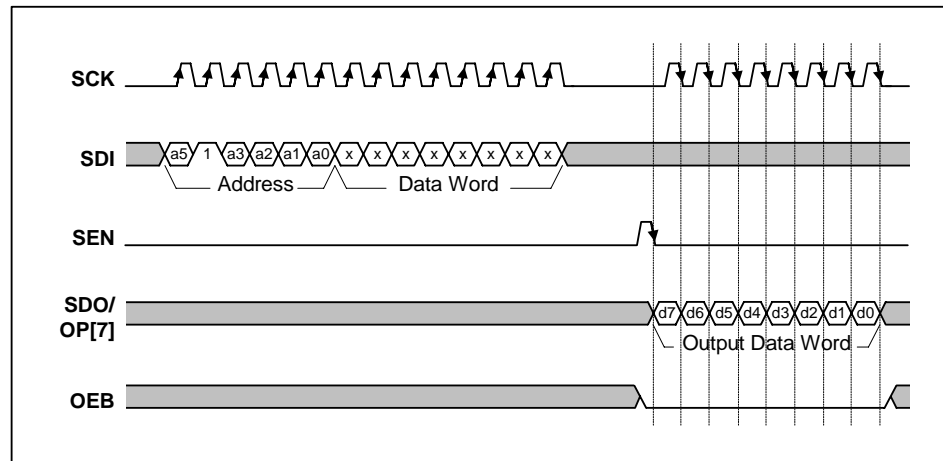 SCK
SDI
a5 1 a3 a2 a1 a0 x x x x x x x x
Address Data Word
SEN
SDO/
OP[7]
d7 d6 d5 d4 d3 d2 d1 d0
Output Data Word
OEB